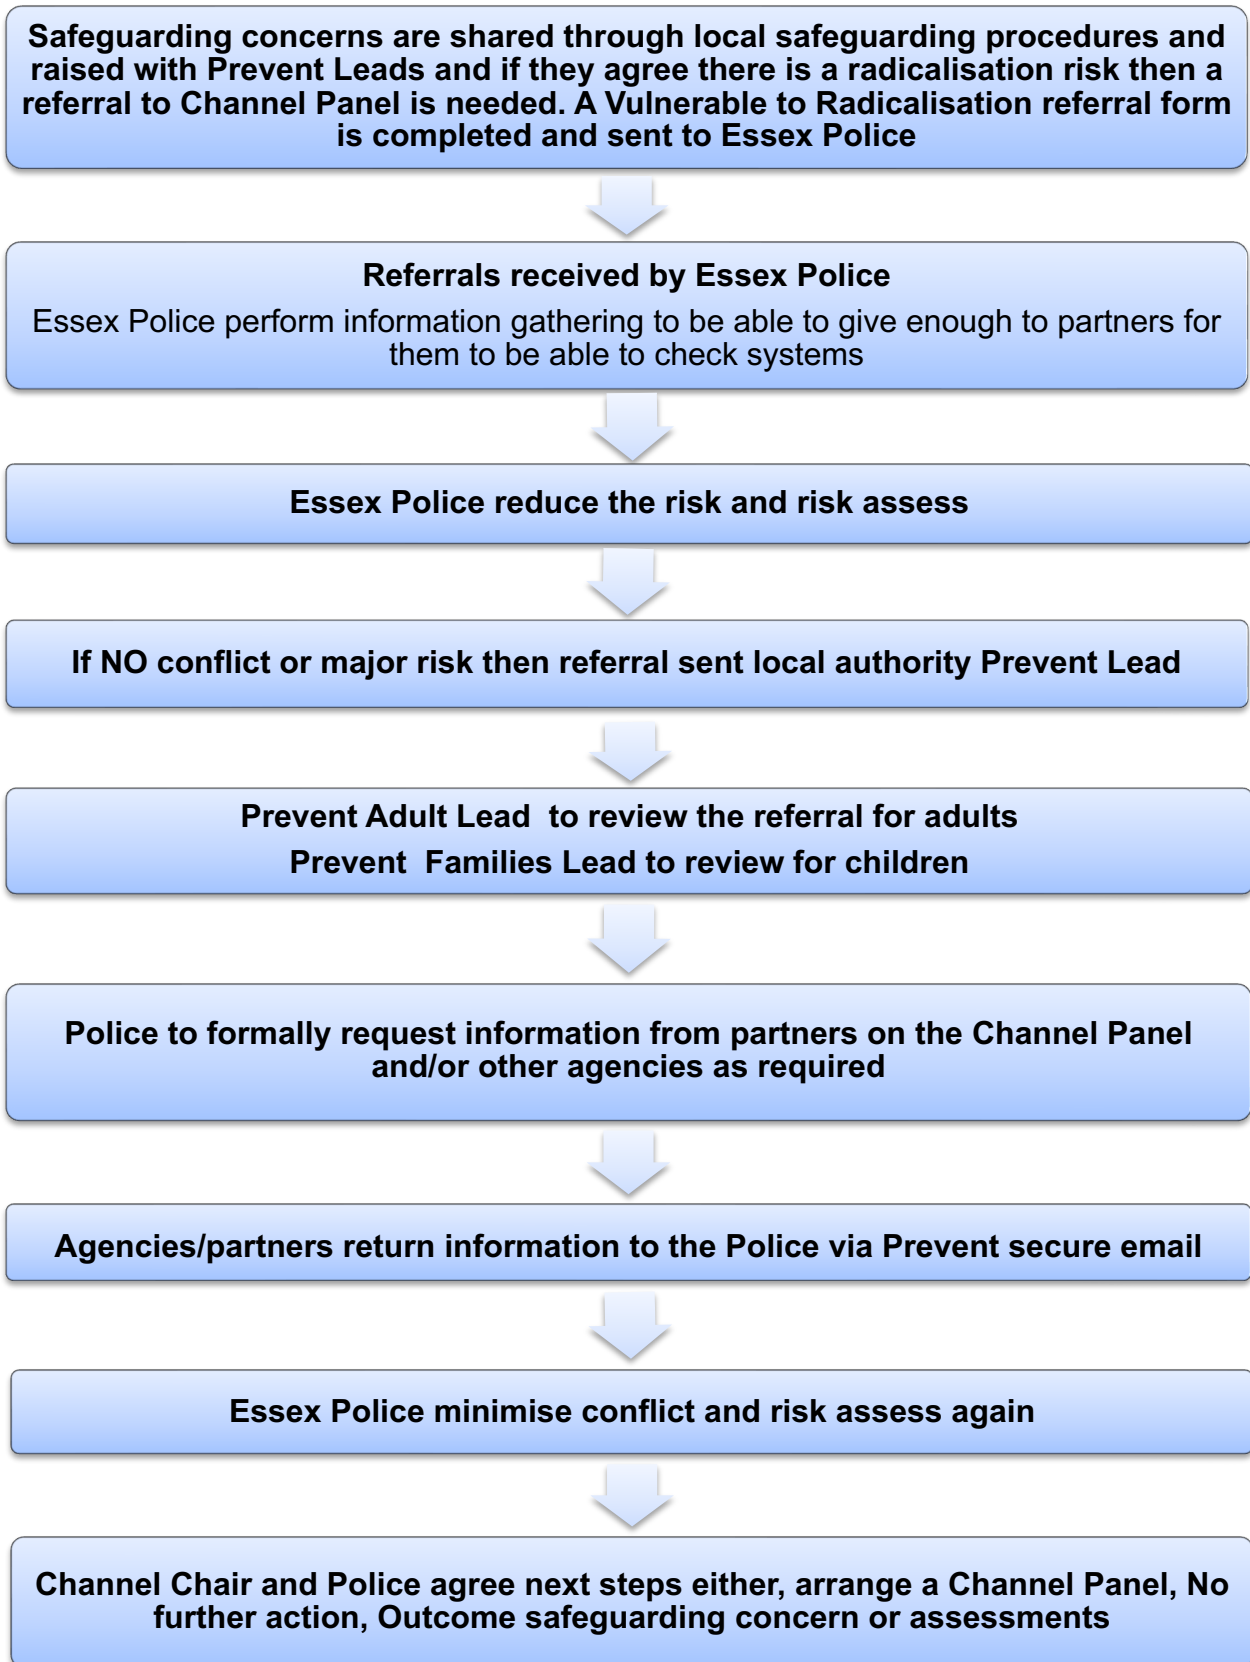 Safeguarding concerns are shared through local safeguarding procedures and
raised with Prevent Leads and if they agree there is a radicalisation risk then a
referral to Channel Panel is needed. A Vulnerable to Radicalisation referral form
is completed and sent to Essex Police
Referrals received by Essex Police
Essex Police perform information gathering to be able to give enough to partners for
them to be able to check systems
Essex Police reduce the risk and risk assess
If NO conflict or major risk then referral sent local authority Prevent Lead
Prevent Adult Lead to review the referral for adults
Prevent Families Lead to review for children
Police to formally request information from partners on the Channel Panel
and/or other agencies as required
Agencies/partners return information to the Police via Prevent secure email
Essex Police minimise conflict and risk assess again
Channel Chair and Police agree next steps either, arrange a Channel Panel, No
further action, Outcome safeguarding concern or assessments